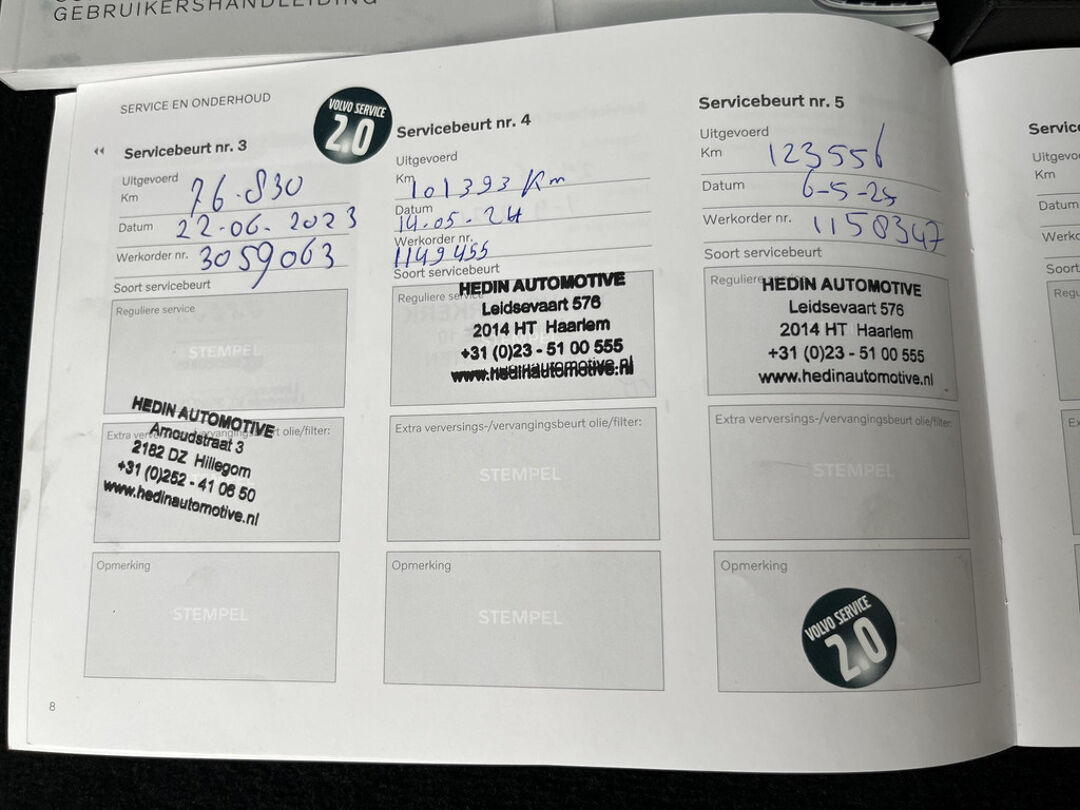 GEBRUIKERSHANDLEIDING
SERVICE EN ONDERHOUD
VOLVO SERVICE
2.0
Servicebeurt nr. 3
Uitgevoerd
Km 76.830
Datum 22-06-2023
Werkorder nr. 3059063
Soort servicebeurt
Reguliere service
STEMPEL
HEDIN AUTOMOTIVE
Arnoudstraat 3
2182 DZ Hillegom
+31 (0)252 - 41 06 50
www.hedinautomotive.nl
Extra verversings-/vervangingsbeurt olie/filter:
Opmerking
STEMPEL
8
Servicebeurt nr. 4
Uitgevoerd
Km 101393 Km
Datum
14.05-24
Werkorder nr.
1149455
Soort servicebeurt
Reguliere service
HEDIN AUTOMOTIVE
Leidsevaart 576
2014 HT Haarlem
+31 (0)23 - 51 00 555
www.hedinautomotive.nl
Extra verversings-/vervangingsbeurt olie/filter:
STEMPEL
Opmerking
STEMPEL
Servicebeurt nr. 5
Uitgevoerd
Km 123556
Datum 6-5-25
Werkorder nr. 1158347
Soort servicebeurt
Reguliere service
HEDIN AUTOMOTIVE
Leidsevaart 576
2014 HT Haarlem
+31 (0)23 - 51 00 555
www.hedinautomotive.nl
Extra verversings-/vervangingsbeurt olie/filter:
STEMPEL
Opmerking
VOLVO SERVICE
2.0
Km
Datum